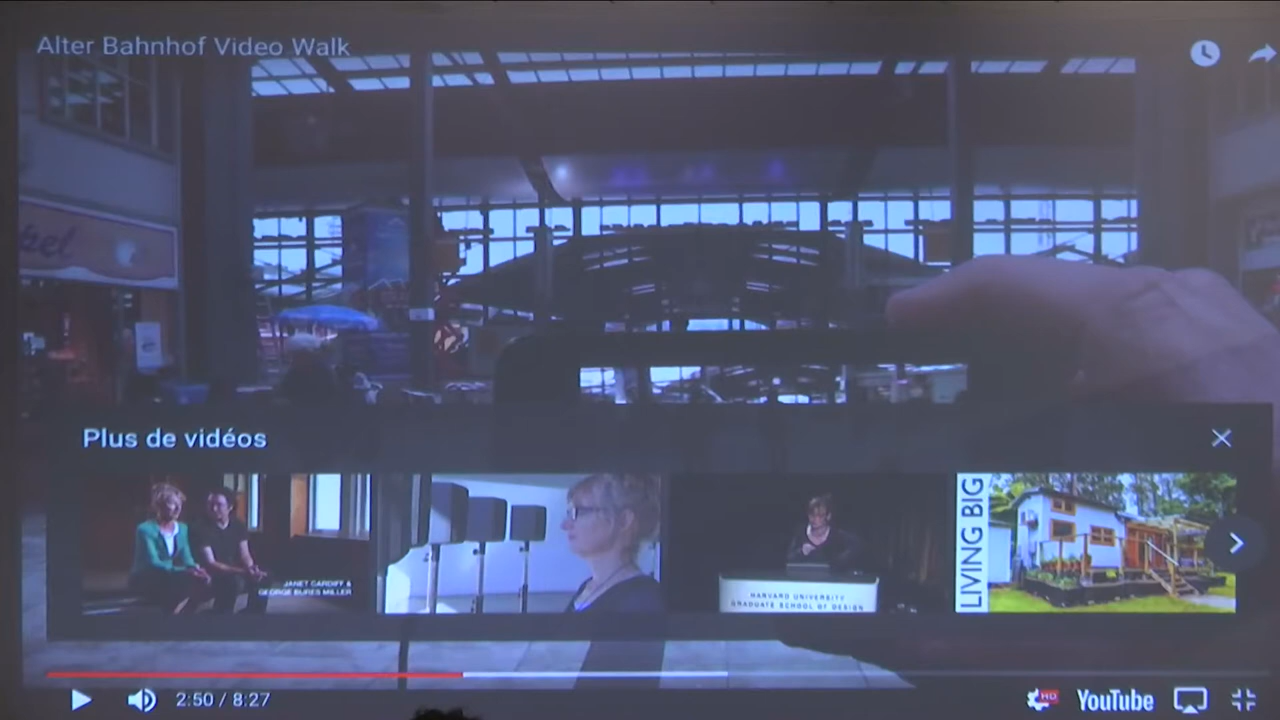 Alter Bahnhof Video Walk
pel
Plus de vidéos
JANET CARDIFF &
GEORGE BURES MILLER
HARVARD UNIVERSITY
GRADUATE SCHOOL OF DESIGN
LIVING BIG
2:50 / 8:27
HD
YouTube